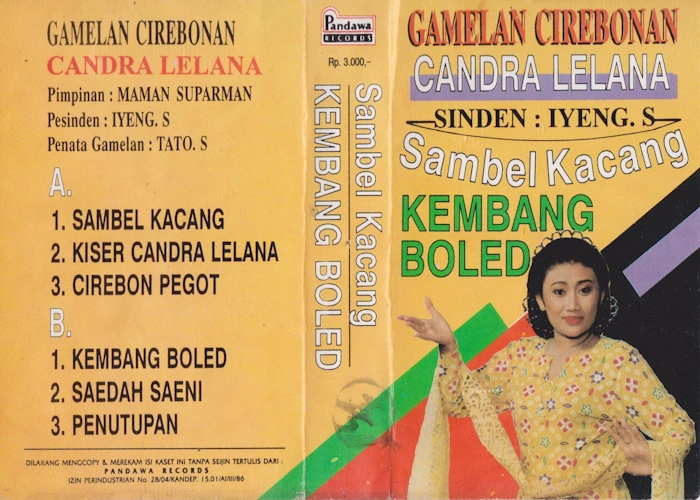 GAMELAN CIREBONAN
CANDRA LELANA
Pimpinan : MAMAN SUPARMAN
Pesinden : IYENG. S
Penata Gamelan : TATO. S
A.
1. SAMBEL KACANG
2. KISER CANDRA LELANA
3. CIREBON PEGOT
B.
1. KEMBANG BOLED
2. SAEDAH SAENI
3. PENUTUPAN
DILARANG MENGCOPY & MEREKAM ISI KASET INI TANPA SEIJIN TERTULIS DARI :
PANDAWA RECORDS
IZIN PERINDUSTRIAN No. 28/04/KANDEP. 15.01/AI/III/86
Pandawa
RECORDS
Rp. 3.000,-
Sambel Kacang
KEMBANG BOLED
GAMELAN CIREBONAN
CANDRA LELANA
SINDEN : IYENG. S
Sambel Kacang
KEMBANG
BOLED